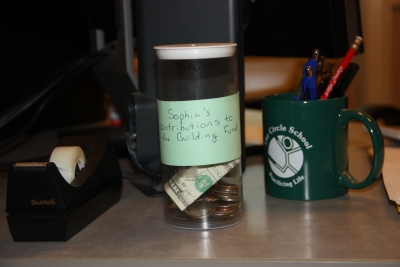 Sophia's
Contributions to
the Building Fund
Circle School
Practicing Life
Scotch